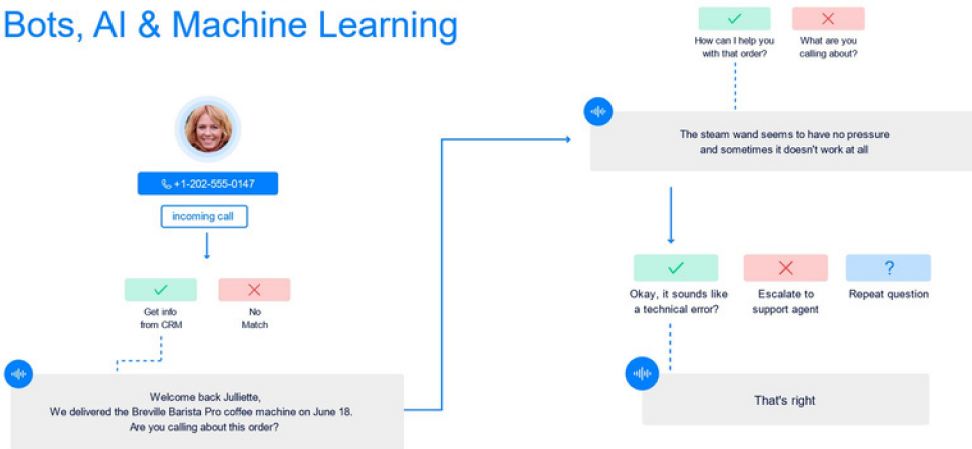 Bots, AI & Machine Learning
+1-202-555-0147
incoming call
Get info
from CRM
No
Match
Welcome back Julliette,
We delivered the Breville Barista Pro coffee machine on June 18.
Are you calling about this order?
How can I help you
with that order?
What are you
calling about?
The steam wand seems to have no pressure
and sometimes it doesn't work at all
Okay, it sounds like
a technical error?
Escalate to
support agent
?
Repeat question
That's right